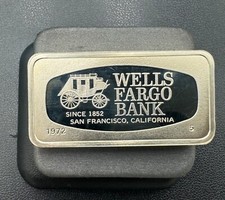 WELLS
FARGO
BANK
SINCE 1852
SAN FRANCISCO, CALIFORNIA
1972